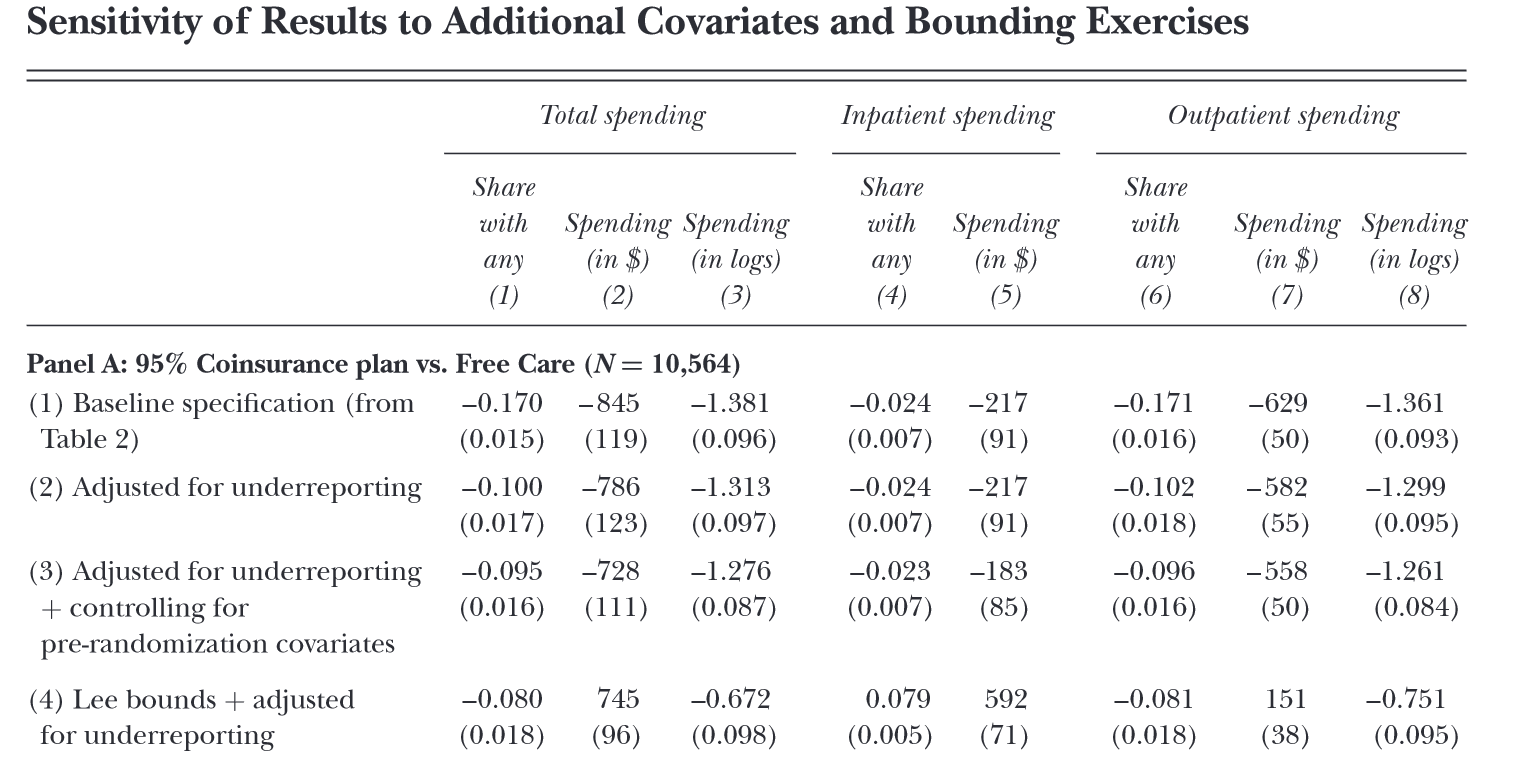 Sensitivity of Results to Additional Covariates and Bounding Exercises
Total spending Inpatient spending Outpatient spending
Share Share Share
with Spending Spending with Spending with Spending Spending
any (in $) (in logs) any (in $) any (in $) (in logs)
(1) (2) (3) (4) (5) (6) (7) (8)
Panel A: 95% Coinsurance plan vs. Free Care (N = 10,564)
(1) Baseline specification (from –0.170 –845 –1.381 –0.024 –217 –0.171 –629 –1.361
Table 2) (0.015) (119) (0.096) (0.007) (91) (0.016) (50) (0.093)
(2) Adjusted for underreporting –0.100 –786 –1.313 –0.024 –217 –0.102 –582 –1.299
(0.017) (123) (0.097) (0.007) (91) (0.018) (55) (0.095)
(3) Adjusted for underreporting –0.095 –728 –1.276 –0.023 –183 –0.096 –558 –1.261
+ controlling for (0.016) (111) (0.087) (0.007) (85) (0.016) (50) (0.084)
pre-randomization covariates
(4) Lee bounds + adjusted –0.080 745 –0.672 0.079 592 –0.081 151 –0.751
for underreporting (0.018) (96) (0.098) (0.005) (71) (0.018) (38) (0.095)